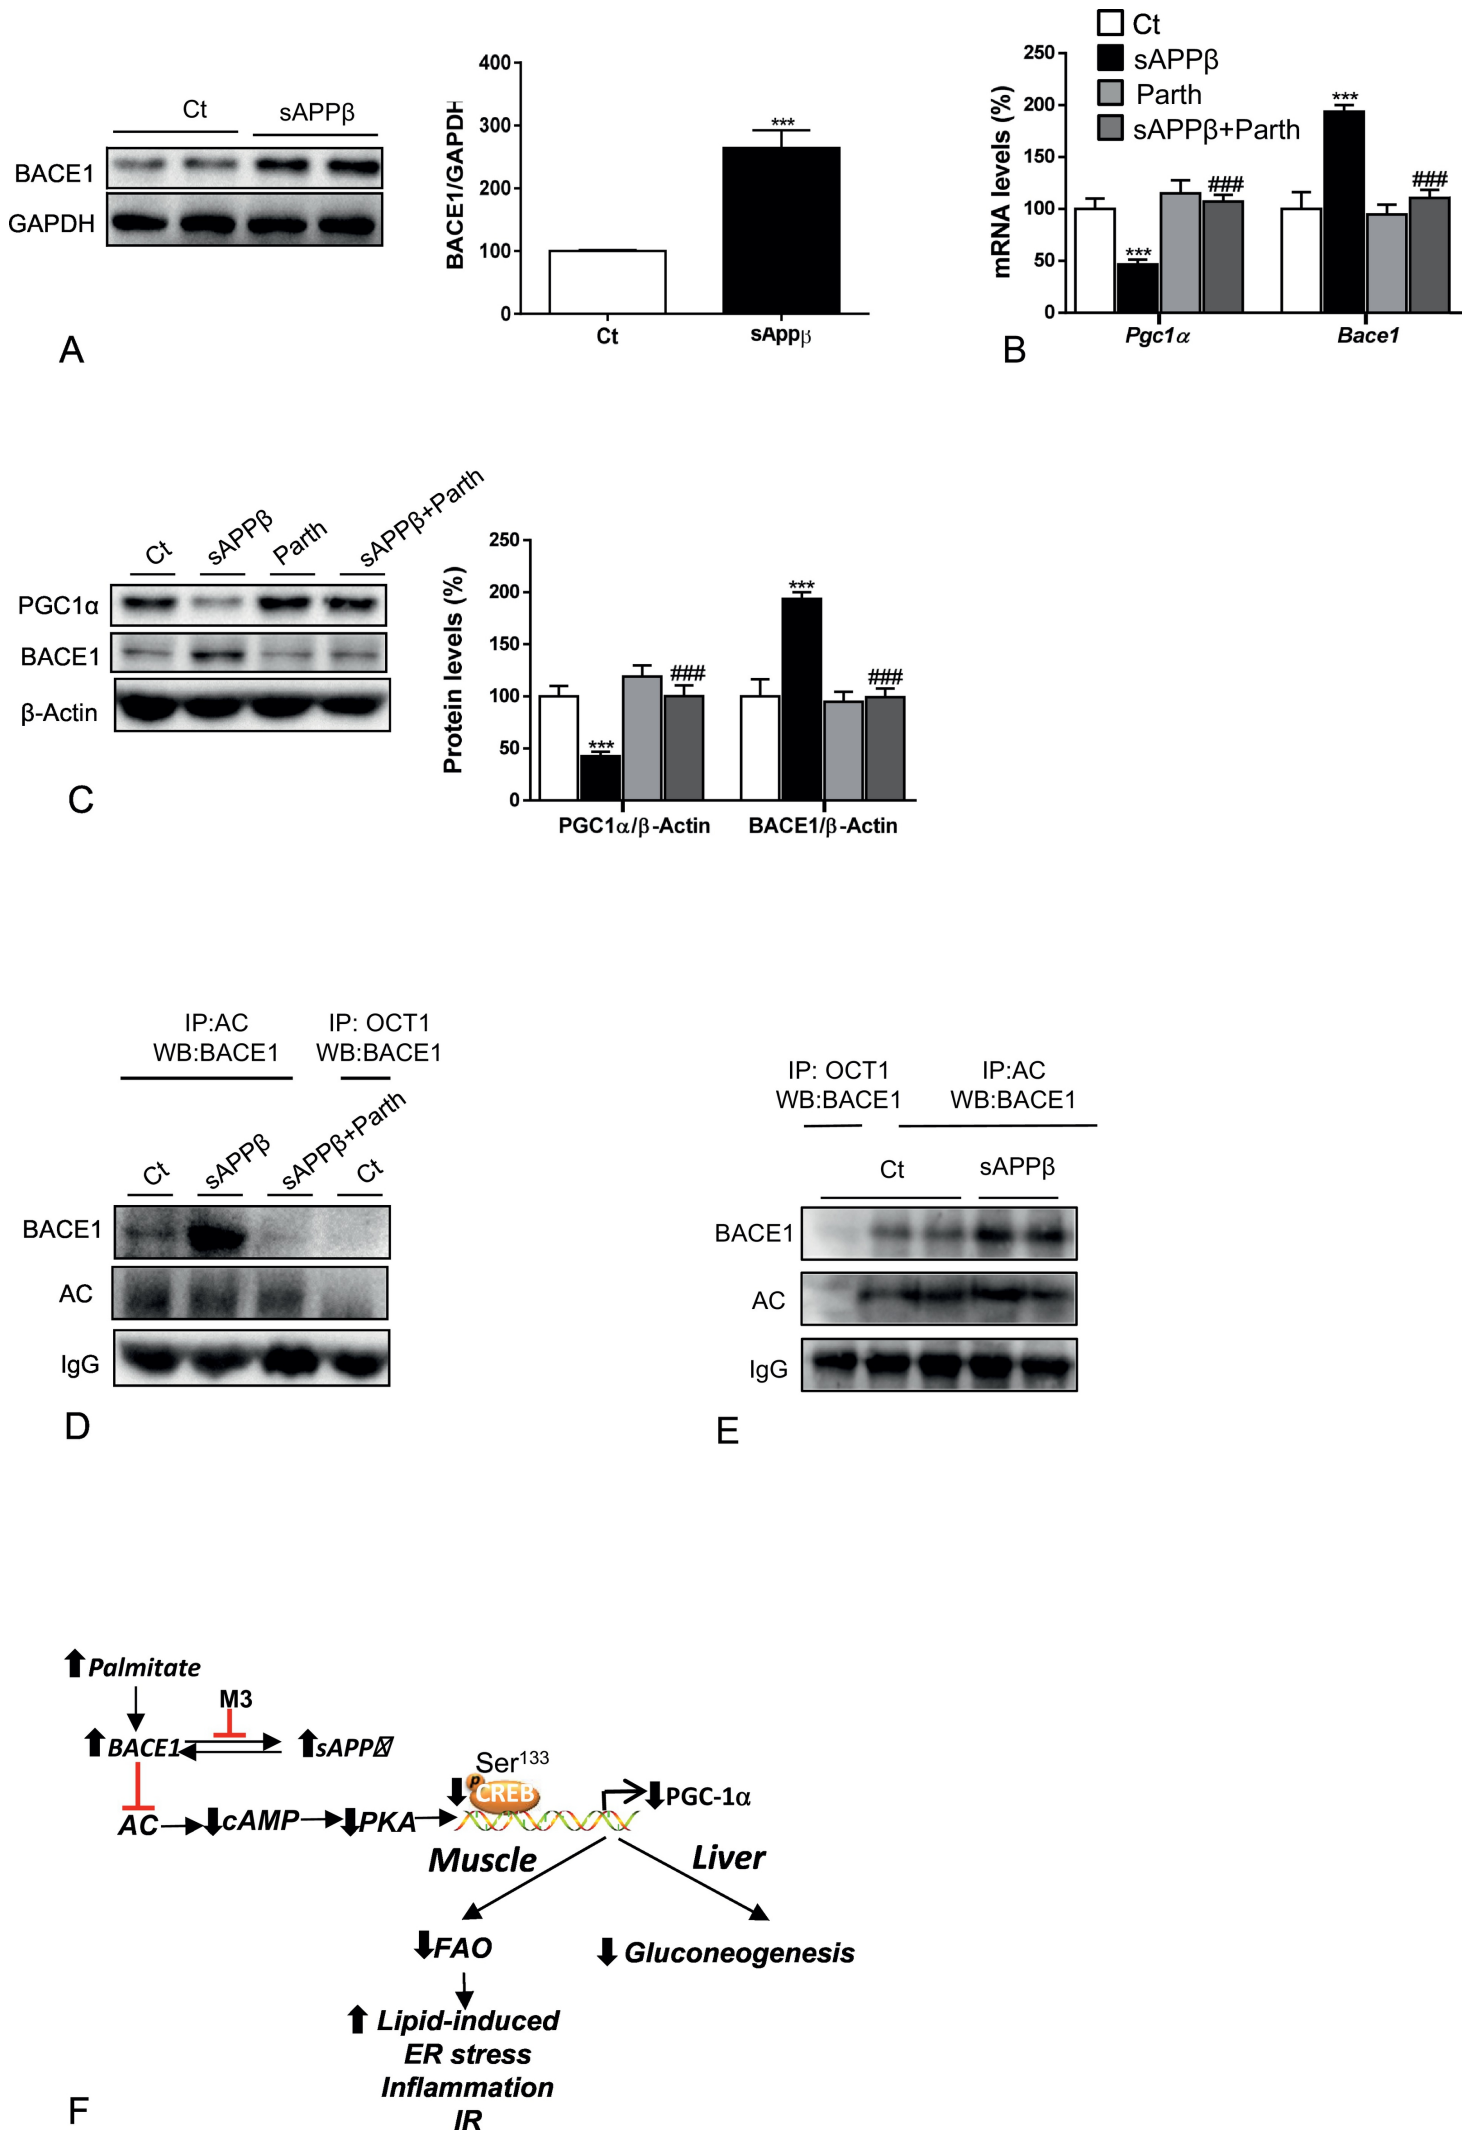 Ct
sAPPβ
BACE1
GAPDH
A
400
300
200
100
0
BACE1/GAPDH
***
Ct
sAppβ
Ct
sAPPβ
Parth
sAPPβ+Parth
250
200
150
100
50
0
mRNA levels (%)
***
###
***
###
Pgc1α
Bace1
B
Ct
sAPPβ
Parth
sAPPβ+Parth
PGC1α
BACE1
β-Actin
C
250
200
150
100
50
0
Protein levels (%)
***
###
***
###
PGC1α/β-Actin
BACE1/β-Actin
IP:AC
WB:BACE1
IP: OCT1
WB:BACE1
Ct
sAPPβ
sAPPβ+Parth
Ct
BACE1
AC
IgG
D
IP: OCT1
WB:BACE1
IP:AC
WB:BACE1
Ct
sAPPβ
BACE1
AC
IgG
E
Palmitate
M3
BACE1
sAPP
Ser133
p
CREB
PGC-1α
AC
cAMP
PKA
Muscle
Liver
FAO
Gluconeogenesis
Lipid-induced
ER stress
Inflammation
IR
F